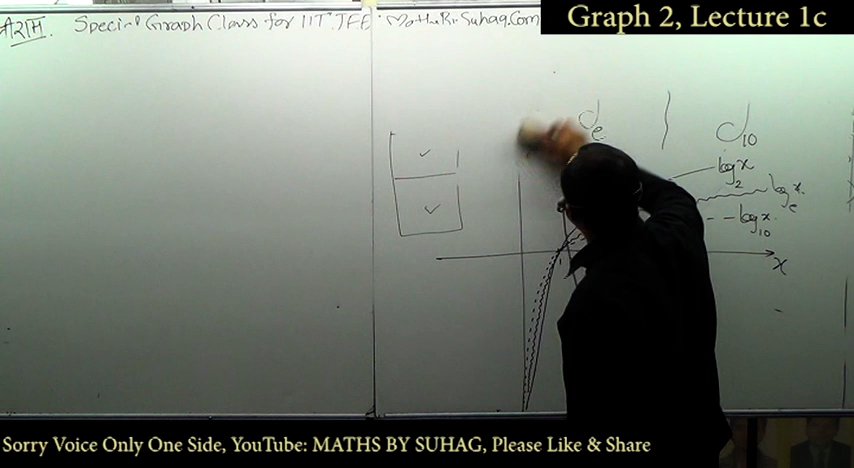 Graph 2, Lecture 1c
Special Graph Class for IIT JEE. MathsBySuhag.Com
d e
d 10
✓
✓
log x 2
log x e
log x 10
x
1
Sorry Voice Only One Side, YouTube: MATHS BY SUHAG, Please Like & Share